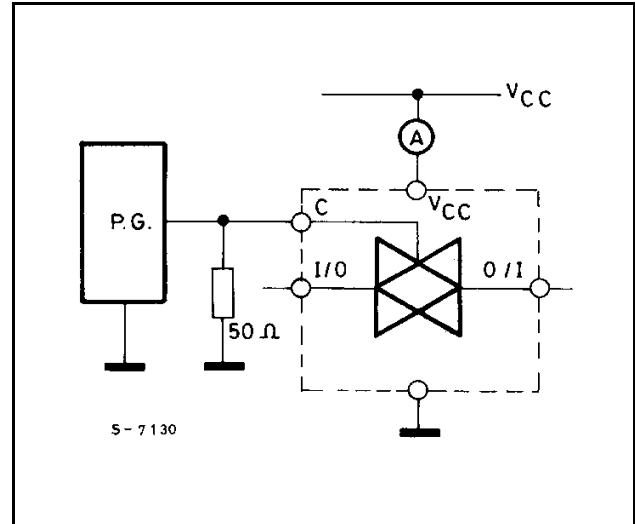 VCC
A
P.G.
C
VCC
I/O
O/I
50 Ω
S-7130